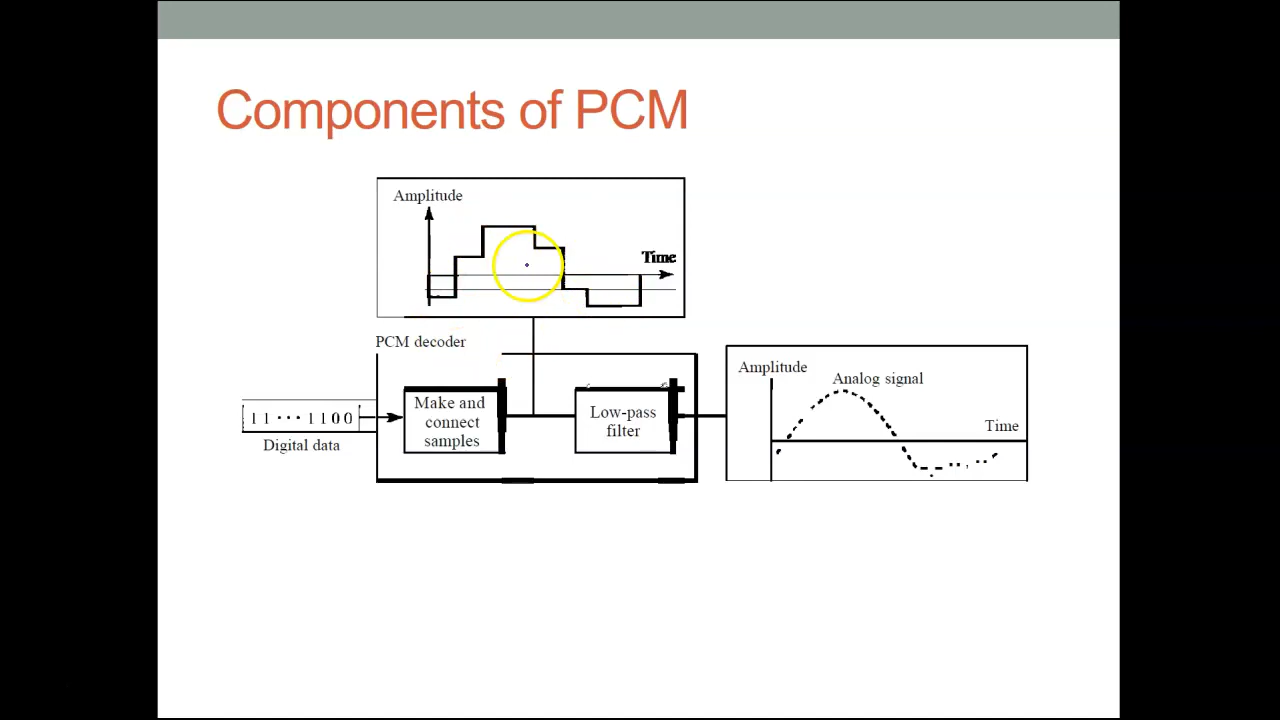 Components of PCM
Amplitude
Time
PCM decoder
Make and
connect
samples
Low-pass
filter
11···1100
Digital data
Amplitude
Analog signal
Time